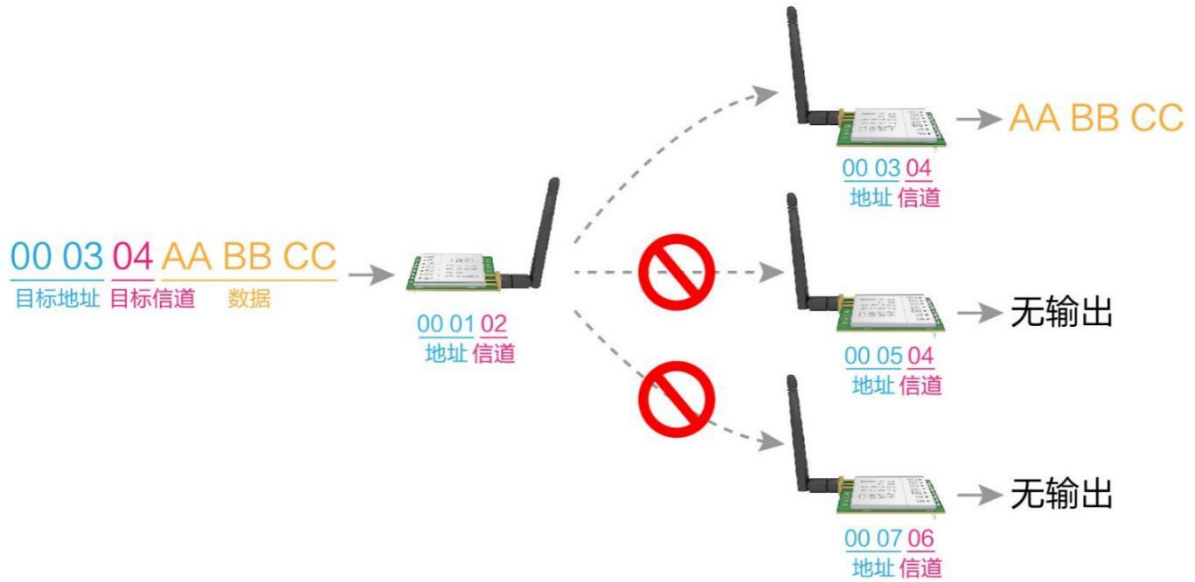 00 03 04 AA BB CC
目标地址 目标信道 数据
00 01 02
地址 信道
AA BB CC
00 03 04
地址 信道
无输出
00 05 04
地址 信道
无输出
00 07 06
地址 信道